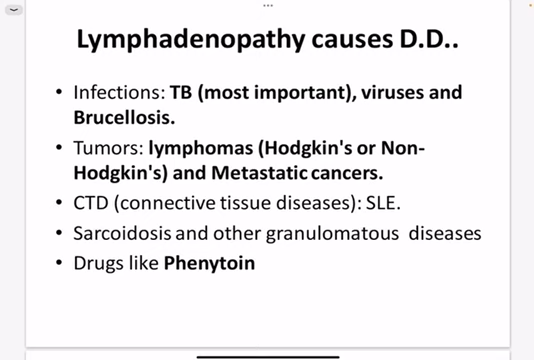 Lymphadenopathy causes D.D..
• Infections: TB (most important), viruses and
Brucellosis.
• Tumors: lymphomas (Hodgkin's or Non-
Hodgkin's) and Metastatic cancers.
• CTD (connective tissue diseases): SLE.
• Sarcoidosis and other granulomatous diseases
• Drugs like Phenytoin